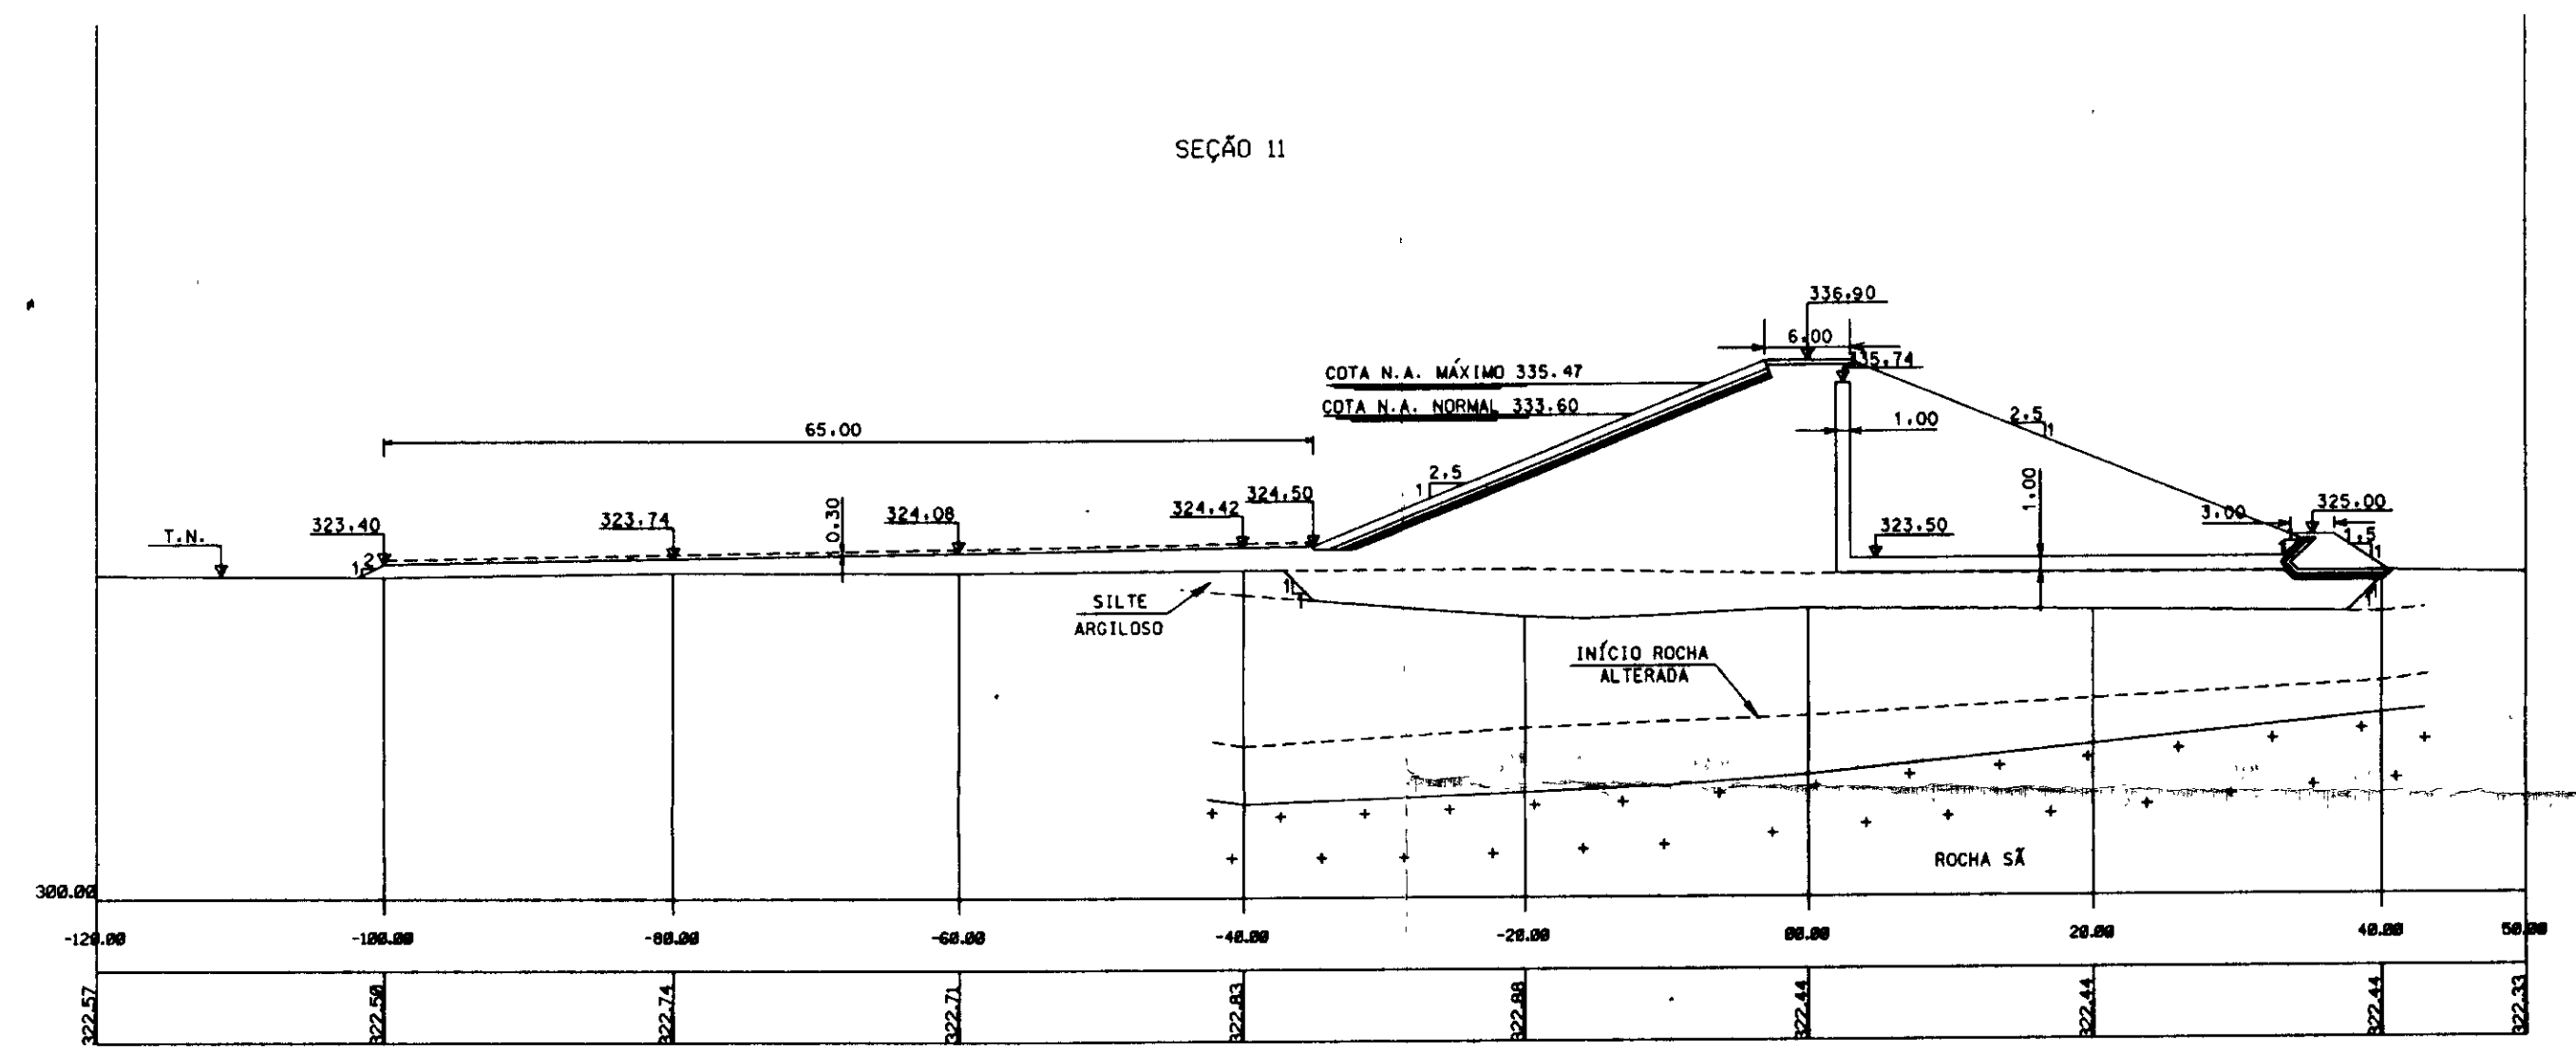 SEÇÃO 11
336.90
6.00
335.74
COTA N.A. MÁXIMO 335.47
COTA N.A. NORMAL 333.60
65.00
2.5
1
1.00
2.5
1
323.40
323.74
0.30
324.08
324.42
324.50
1.00
323.50
3.00
325.00
1.5
1
T.N.
1
2
1
1
1
1
SILTE
ARGILOSO
INÍCIO ROCHA
ALTERADA
ROCHA SÃ
300.00
-120.00 -100.00 -80.00 -60.00 -40.00 -20.00 00.00 20.00 40.00 50.00
322.57 322.50 322.74 322.71 322.83 322.88 322.44 322.44 322.44 322.33